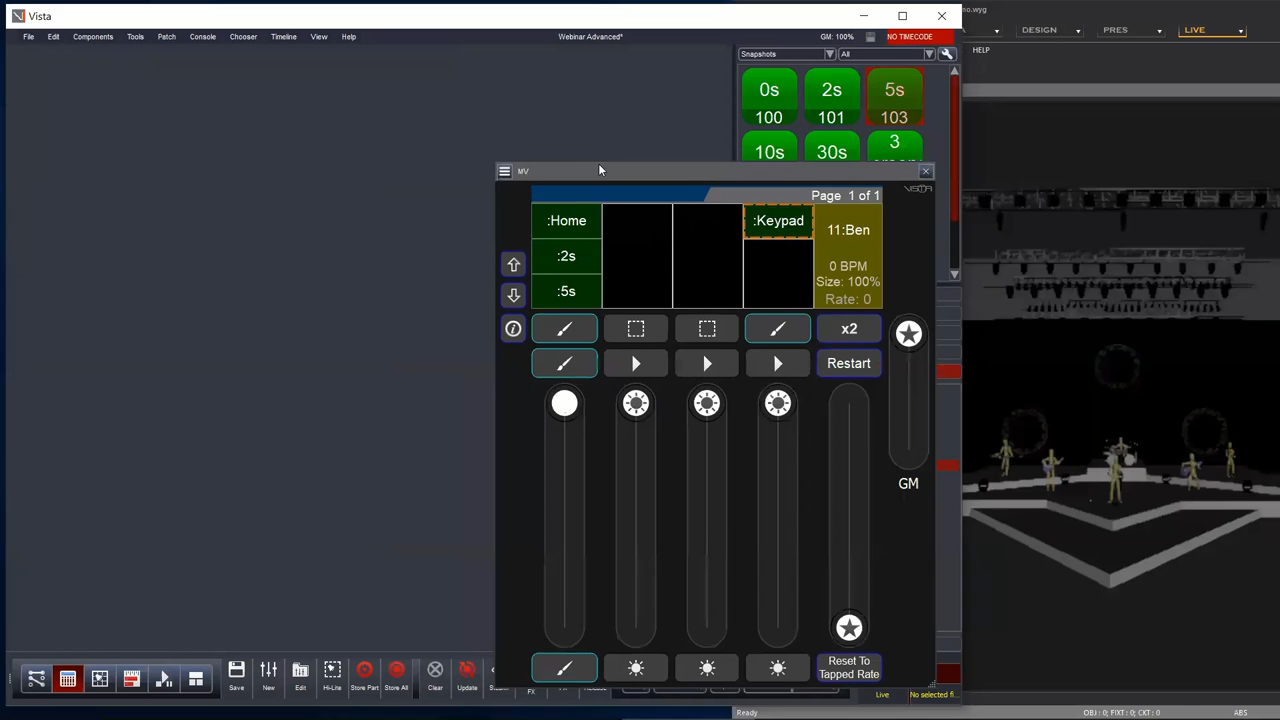 Vista
mo.wyg
DESIGN
PRES
LIVE
File Edit Components Tools Patch Console Chooser Timeline View Help
Webinar Advanced*
GM: 100%
NO TIMECODE
HELP
Snapshots
All
0s
100
2s
101
5s
103
10s
30s
3
MV
Page 1 of 1
VISTA
:Home
:Keypad
11:Ben
:2s
0 BPM
Size: 100%
Rate: 0
:5s
x2
Restart
GM
Reset To
Tapped Rate
Save
New
Edit
Hi-Lite
Store Part
Store All
Clear
Update
FX
Live
No selected fi...
Ready
OBJ : 0; FIXT : 0; CKT : 0
ABS